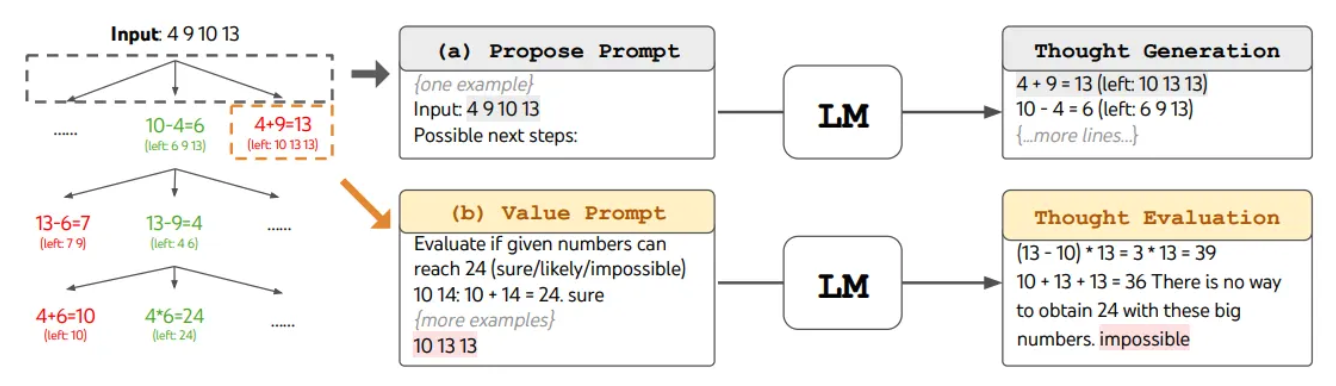 Input: 4 9 10 13
......
10-4=6
(left: 6 9 13)
4+9=13
(left: 10 13 13)
13-6=7
(left: 7 9)
13-9=4
(left: 4 6)
......
4+6=10
(left: 10)
4*6=24
(left: 24)
......
(a) Propose Prompt
{one example}
Input: 4 9 10 13
Possible next steps:
LM
Thought Generation
4 + 9 = 13 (left: 10 13 13)
10 - 4 = 6 (left: 6 9 13)
{...more lines...}
(b) Value Prompt
Evaluate if given numbers can
reach 24 (sure/likely/impossible)
10 14: 10 + 14 = 24. sure
{more examples}
10 13 13
LM
Thought Evaluation
(13 - 10) * 13 = 3 * 13 = 39
10 + 13 + 13 = 36 There is no way
to obtain 24 with these big
numbers. impossible